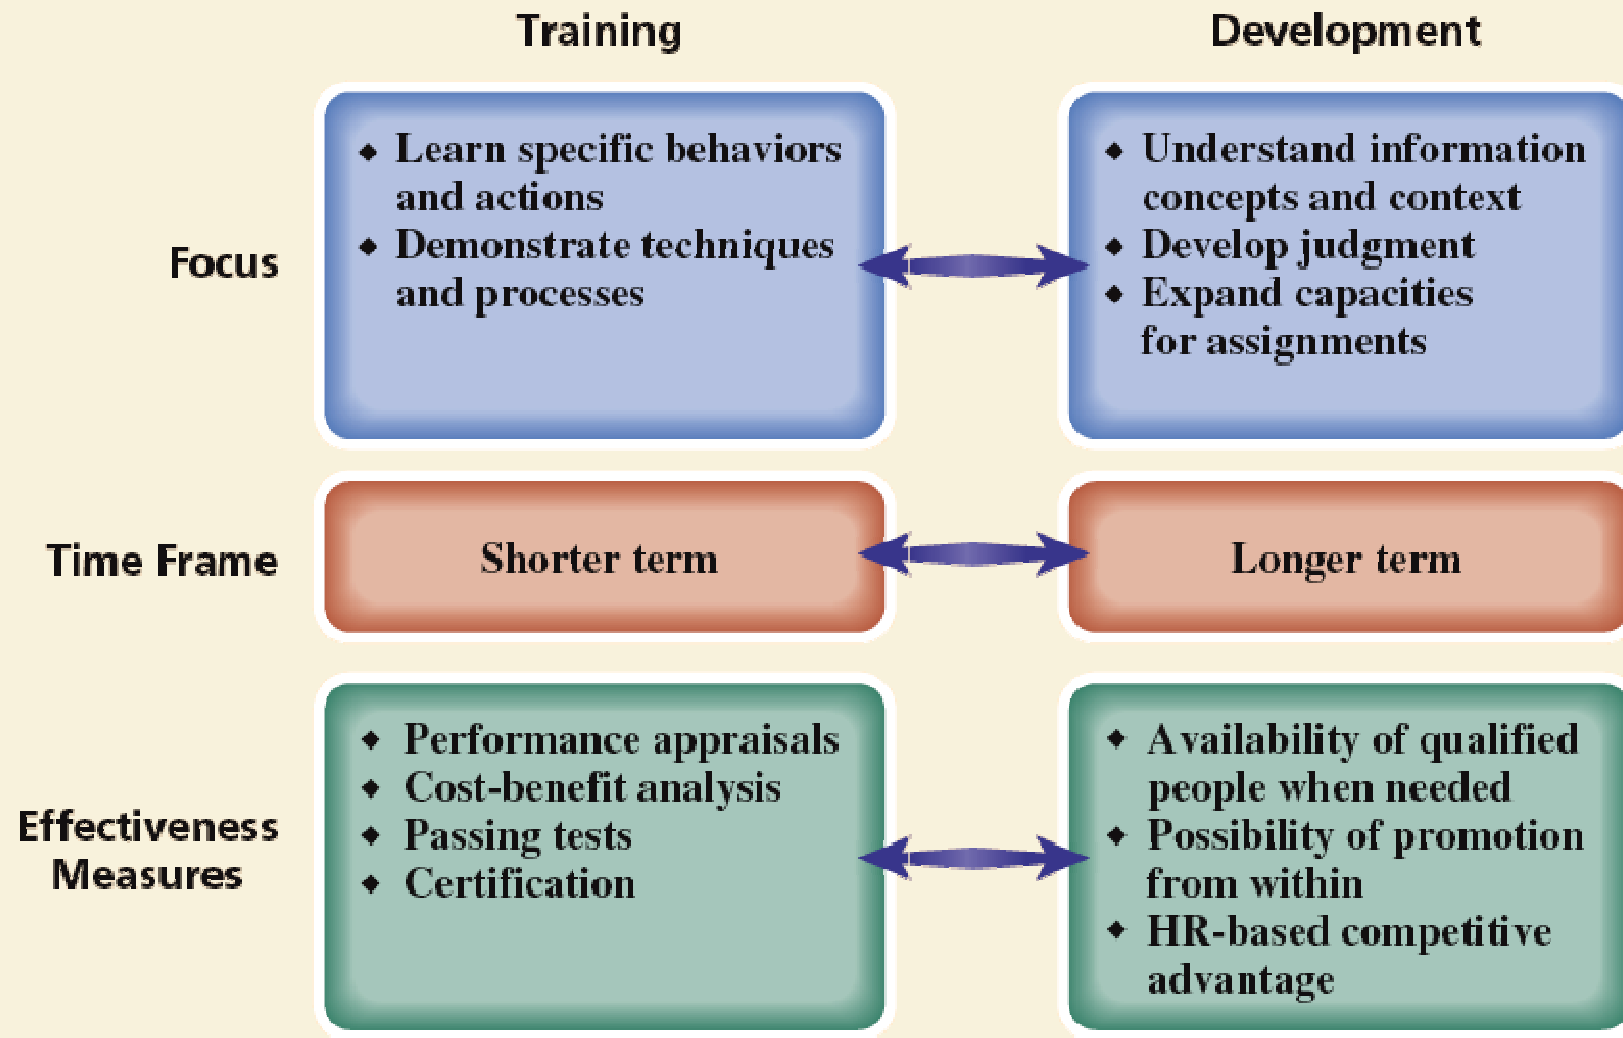 Training
Development
Focus
◆ Learn specific behaviors
and actions
◆ Demonstrate techniques
and processes
◆ Understand information
concepts and context
◆ Develop judgment
◆ Expand capacities
for assignments
Time Frame
Shorter term
Longer term
Effectiveness
Measures
◆ Performance appraisals
◆ Cost-benefit analysis
◆ Passing tests
◆ Certification
◆ Availability of qualified
people when needed
◆ Possibility of promotion
from within
◆ HR-based competitive
advantage